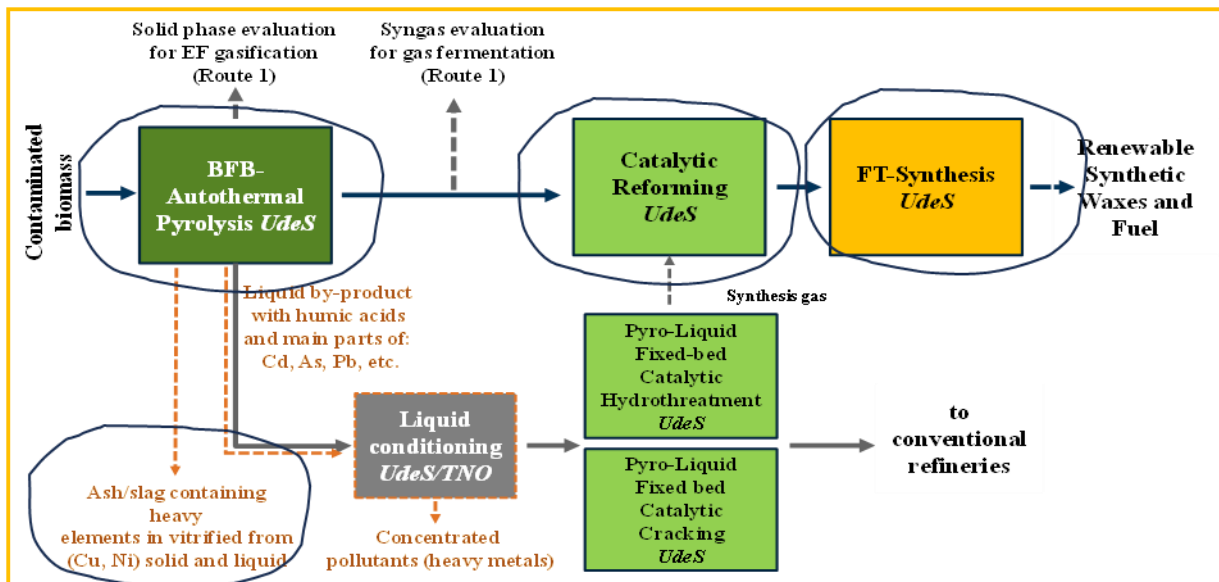 Solid phase evaluation
for EF gasification
(Route 1)
Syngas evaluation
for gas fermentation
(Route 1)
Contaminated
biomass
BFB-
Autothermal
Pyrolysis UdeS
Catalytic
Reforming
UdeS
FT-Synthesis
UdeS
Renewable
Synthetic
Waxes and
Fuel
Liquid by-product
with humic acids
and main parts of:
Cd, As, Pb, etc.
Synthesis gas
Pyro-Liquid
Fixed-bed
Catalytic
Hydrothreatment
UdeS
Liquid
conditioning
UdeS/TNO
to
conventional
refineries
Pyro-Liquid
Fixed bed
Catalytic
Cracking
UdeS
Ash/slag containing
heavy
elements in vitrified from
(Cu, Ni) solid and liquid
Concentrated
pollutants (heavy metals)